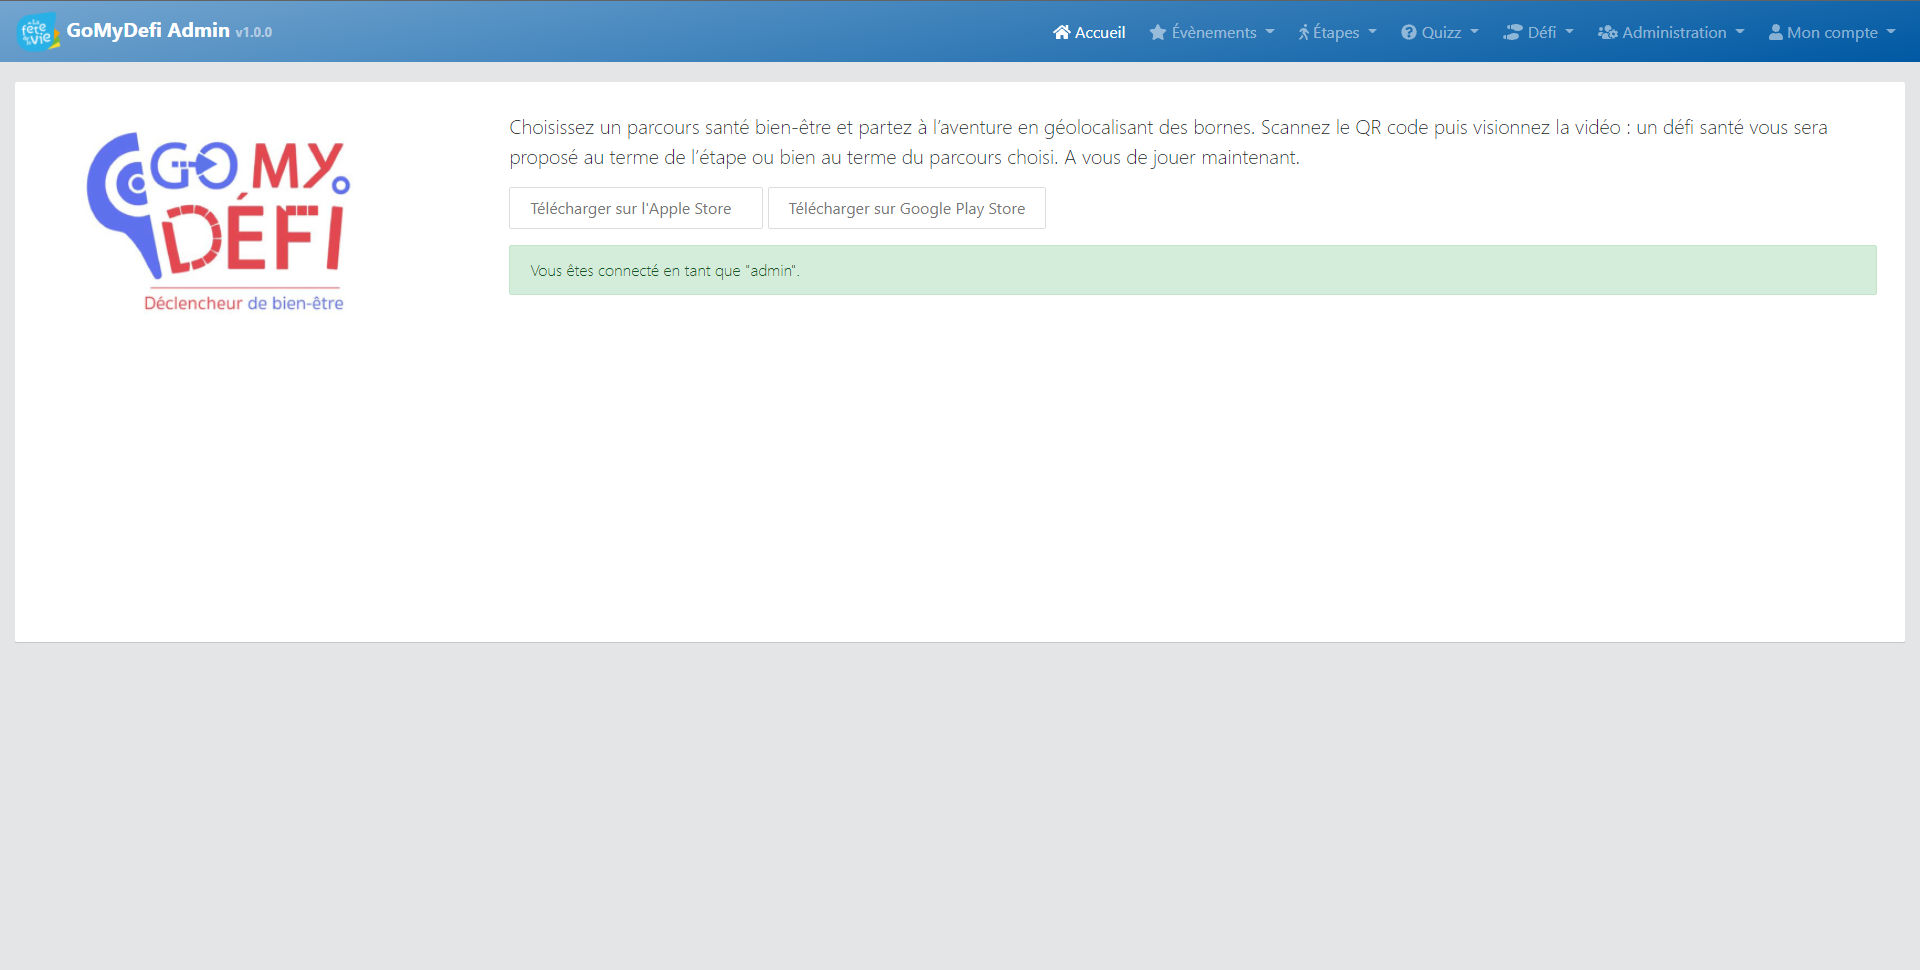 la fête de la vie
GoMyDefi Admin v1.0.0
Accueil
Évènements
Étapes
Quizz
Défi
Administration
Mon compte
GO MY
DÉFI
Déclencheur de bien-être
Choisissez un parcours santé bien-être et partez à l’aventure en géolocalisant des bornes. Scannez le QR code puis visionnez la vidéo : un défi santé vous sera
proposé au terme de l’étape ou bien au terme du parcours choisi. A vous de jouer maintenant.
Télécharger sur l'Apple Store
Télécharger sur Google Play Store
Vous êtes connecté en tant que "admin".